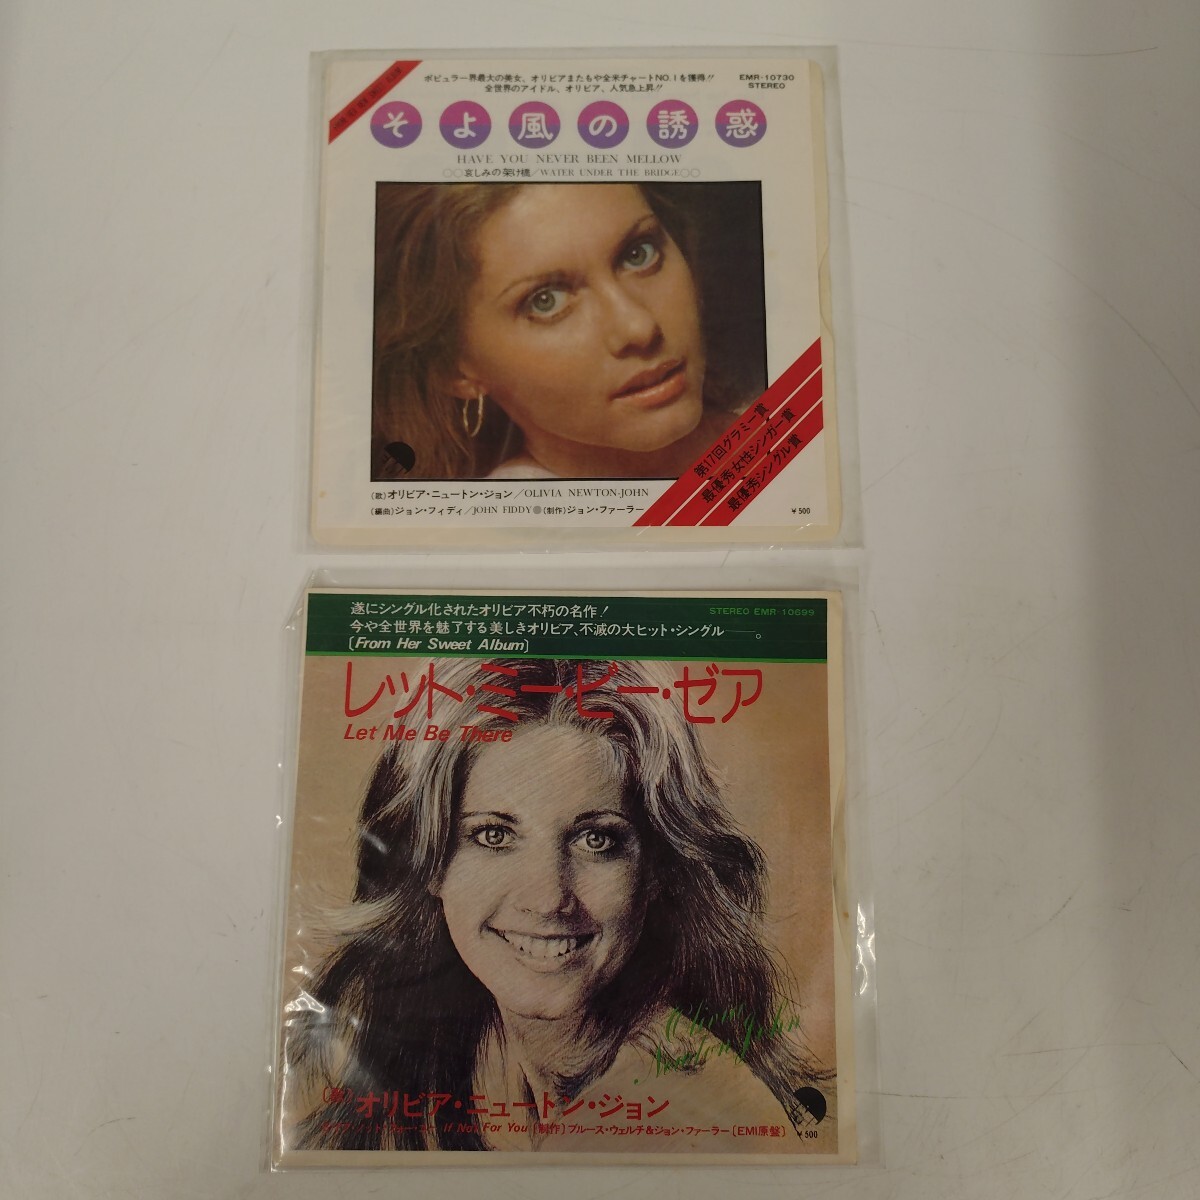 ポピュラー界最大の美女、オリビアまたもや全米チャートNO.1を獲得!!
全世界のアイドル、オリビア、人気急上昇!!
EMR-10730
STEREO
そよ風の誘惑
HAVE YOU NEVER BEEN MELLOW
○○哀しみの架け橋/WATER UNDER THE BRIDGE○○
第17回グラミー賞
最優秀女性シンガー賞
最優秀シングル賞
(歌)オリビア・ニュートン・ジョン/OLIVIA NEWTON-JOHN
(編曲)ジョン・フィディ/JOHN FIDDY●(制作)ジョン・ファーラー
¥500
遂にシングル化されたオリビア不朽の名作!
STEREO EMR-10699
今や全世界を魅了する美しきオリビア、不滅の大ヒット・シングル——。
(From Her Sweet Album)
レット・ミー・ビー・ゼア
Let Me Be There
Olivia
Newton-John
オリビア・ニュートン・ジョン
If Not For You (制作)ブルース・ウェルチ&ジョン・ファーラー(EMI原盤)
¥500